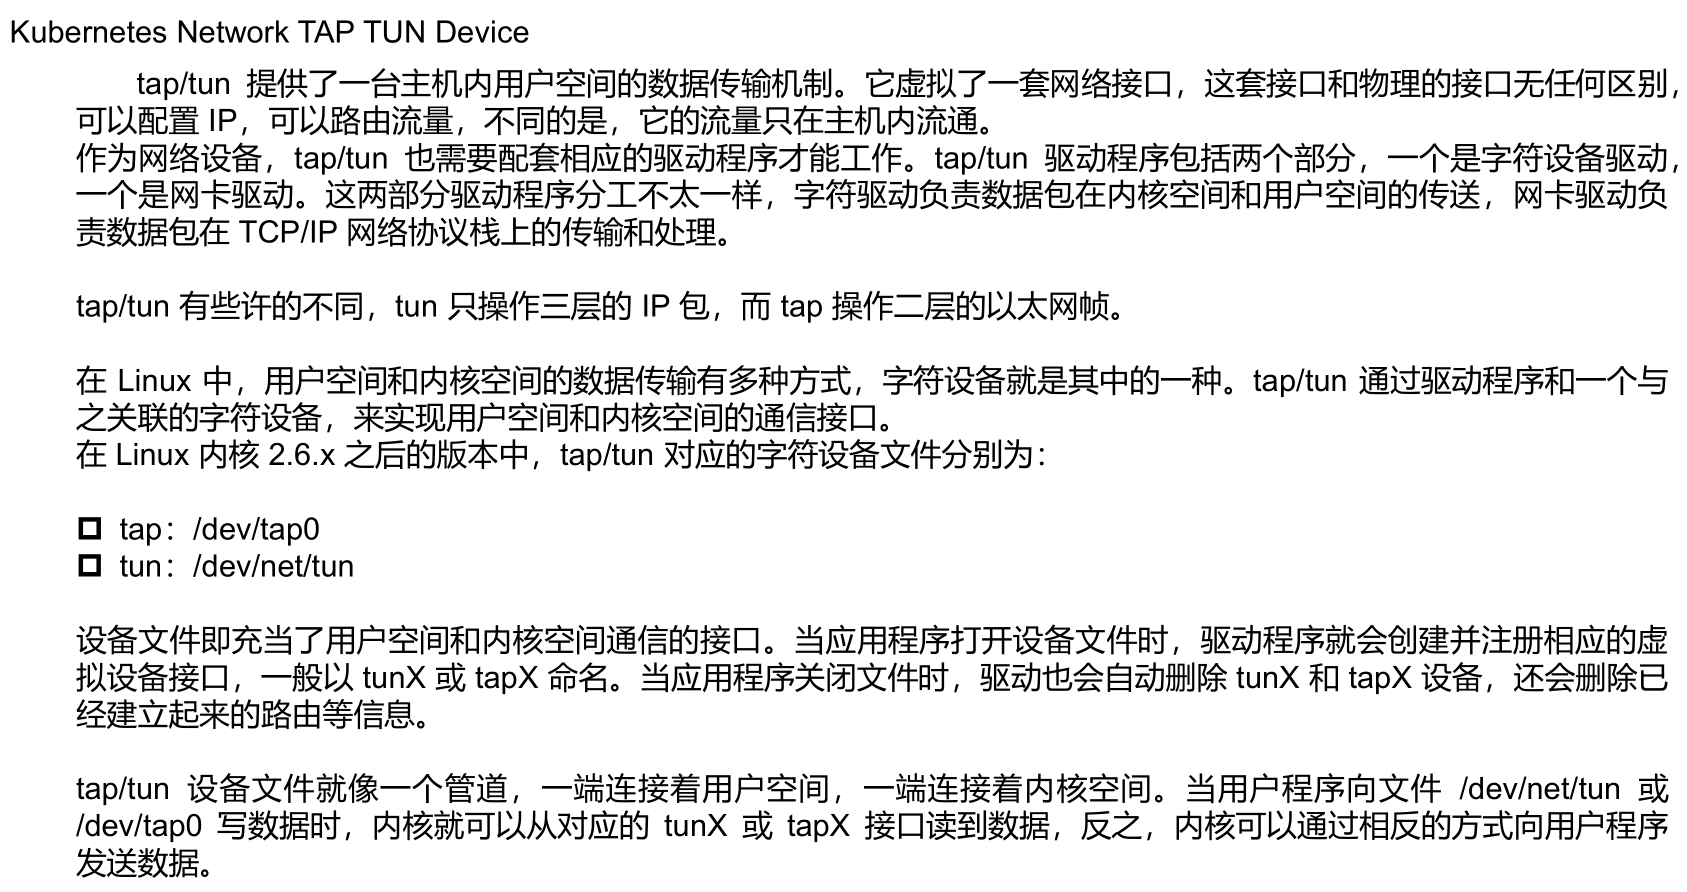 Kubernetes Network TAP TUN Device
tap/tun 提供了一台主机内用户空间的数据传输机制。它虚拟了一套网络接口，这套接口和物理的接口无任何区别，
可以配置 IP，可以路由流量，不同的是，它的流量只在主机内流通。
作为网络设备，tap/tun 也需要配套相应的驱动程序才能工作。tap/tun 驱动程序包括两个部分，一个是字符设备驱动，
一个是网卡驱动。这两部分驱动程序分工不太一样，字符驱动负责数据包在内核空间和用户空间的传送，网卡驱动负
责数据包在 TCP/IP 网络协议栈上的传输和处理。
tap/tun 有些许的不同，tun 只操作三层的 IP 包，而 tap 操作二层的以太网帧。
在 Linux 中，用户空间和内核空间的数据传输有多种方式，字符设备就是其中的一种。tap/tun 通过驱动程序和一个与
之关联的字符设备，来实现用户空间和内核空间的通信接口。
在 Linux 内核 2.6.x 之后的版本中，tap/tun 对应的字符设备文件分别为：
tap：/dev/tap0
tun：/dev/net/tun
设备文件即充当了用户空间和内核空间通信的接口。当应用程序打开设备文件时，驱动程序就会创建并注册相应的虚
拟设备接口，一般以 tunX 或 tapX 命名。当应用程序关闭文件时，驱动也会自动删除 tunX 和 tapX 设备，还会删除已
经建立起来的路由等信息。
tap/tun 设备文件就像一个管道，一端连接着用户空间，一端连接着内核空间。当用户程序向文件 /dev/net/tun 或
/dev/tap0 写数据时，内核就可以从对应的 tunX 或 tapX 接口读到数据，反之，内核可以通过相反的方式向用户程序
发送数据。